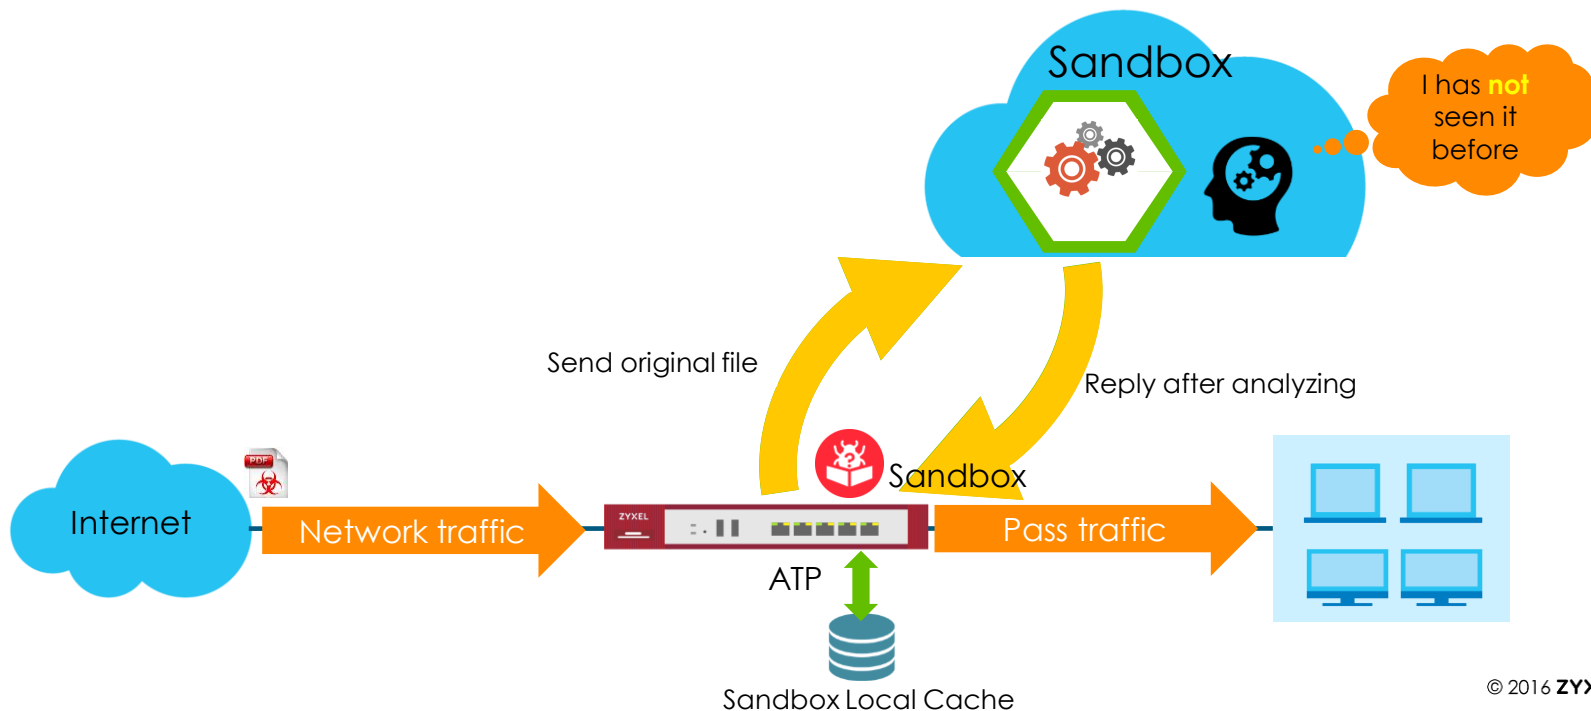 Sandbox
I has not
seen it
before
Send original file
Reply after analyzing
PDF
Sandbox
Internet
Network traffic
ZYXEL
Pass traffic
ATP
Sandbox Local Cache
© 2016 ZYX